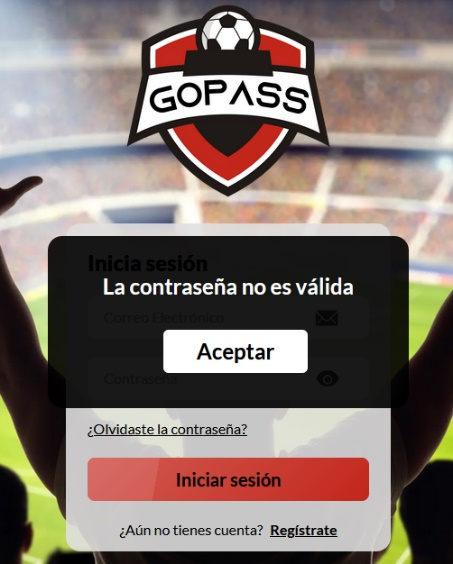 GOPASS
Inicia sesión
La contraseña no es válida
Correo Electrónico
Aceptar
Contraseña
¿Olvidaste la contraseña?
Iniciar sesión
¿Aún no tienes cuenta? Regístrate